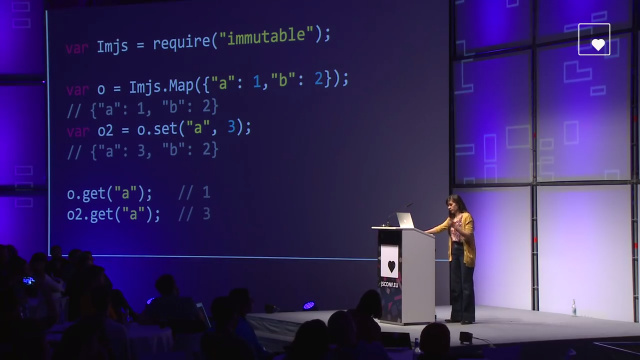 var Imjs = require("immutable");
var o = Imjs.Map({"a": 1,"b": 2});
// {"a": 1, "b": 2}
var o2 = o.set("a", 3);
// {"a": 3, "b": 2}
o.get("a");   // 1
o2.get("a");  // 3
JSCONF.EU